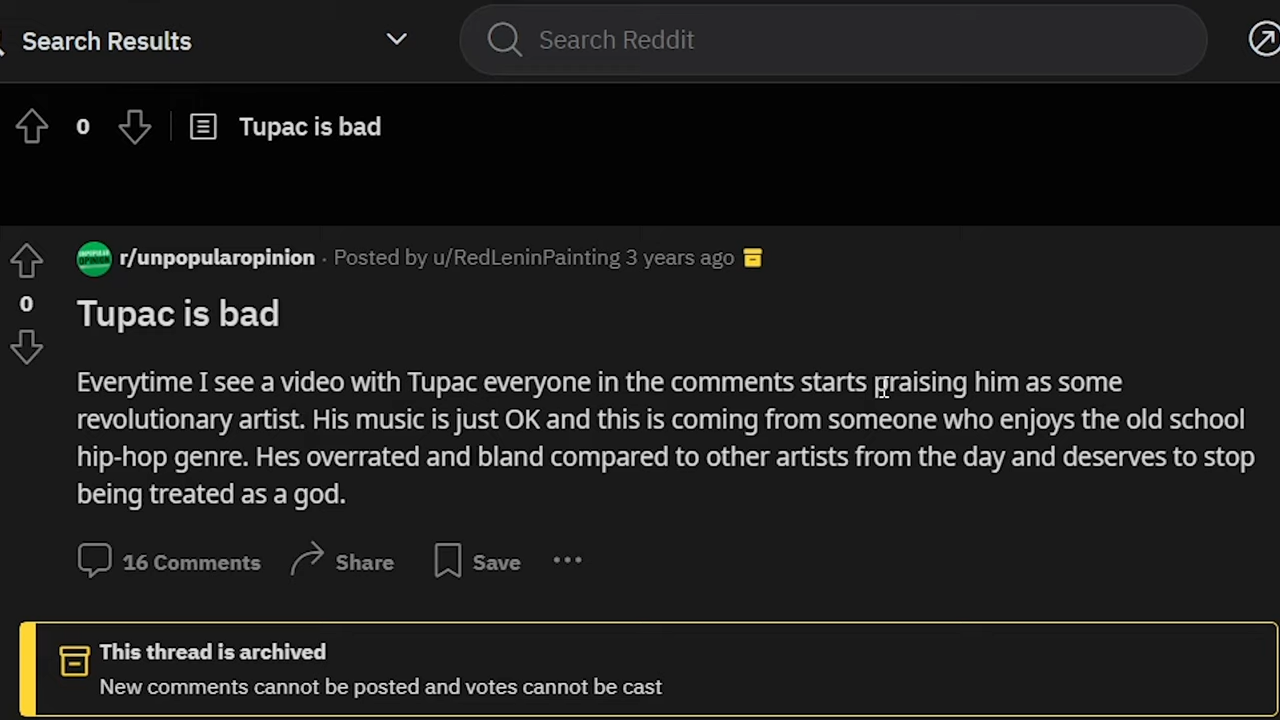 Search Results
Search Reddit
0
Tupac is bad
r/unpopularopinion · Posted by u/RedLeninPainting 3 years ago
0
Tupac is bad
Everytime I see a video with Tupac everyone in the comments starts praising him as some
revolutionary artist. His music is just OK and this is coming from someone who enjoys the old school
hip-hop genre. Hes overrated and bland compared to other artists from the day and deserves to stop
being treated as a god.
16 Comments Share Save ···
This thread is archived
New comments cannot be posted and votes cannot be cast